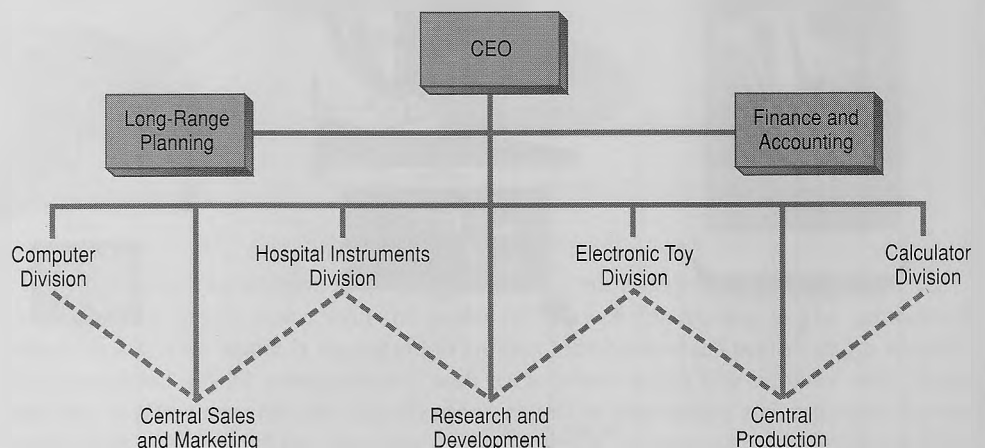 CEO
Long-Range
Planning
Finance and
Accounting
Computer
Division
Hospital Instruments
Division
Electronic Toy
Division
Calculator
Division
Central Sales
and Marketing
Research and
Development
Central
Production